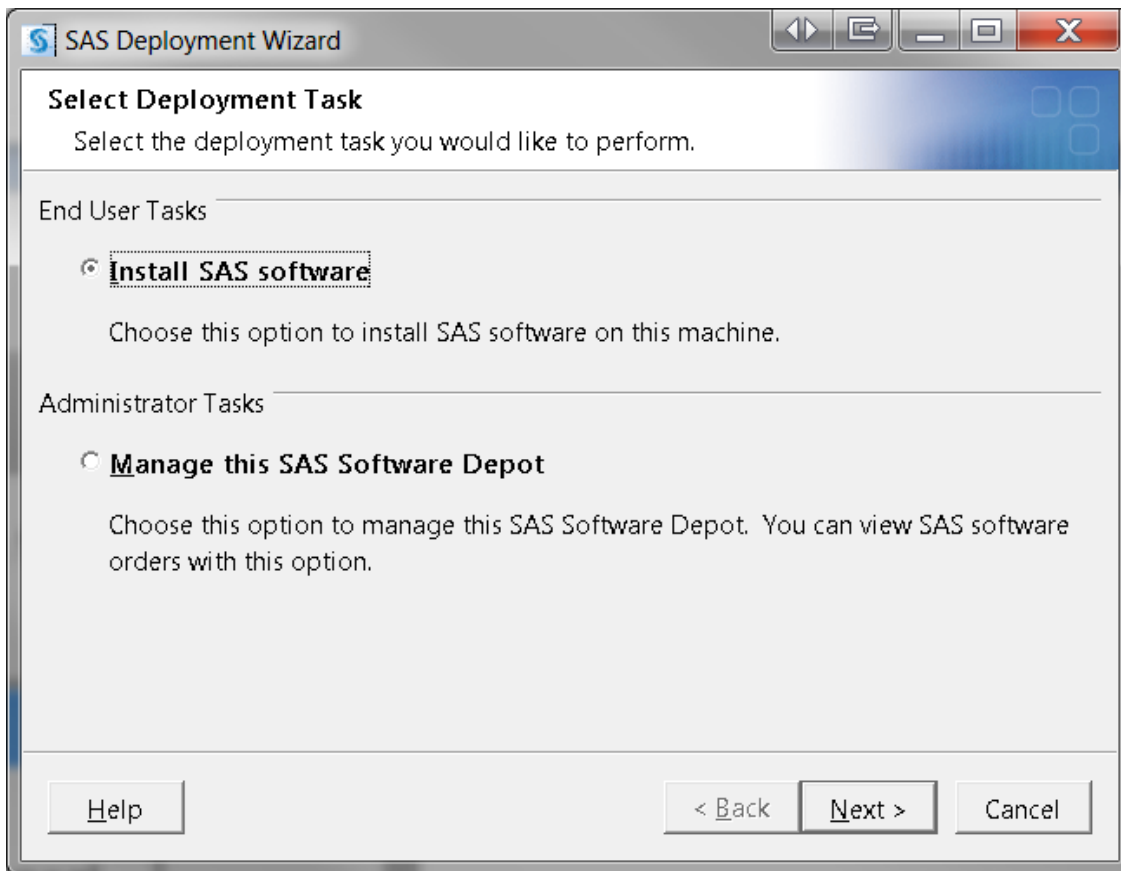 SAS Deployment Wizard
Select Deployment Task
Select the deployment task you would like to perform.
End User Tasks
Install SAS software
Choose this option to install SAS software on this machine.
Administrator Tasks
Manage this SAS Software Depot
Choose this option to manage this SAS Software Depot.  You can view SAS software
orders with this option.
Help
< Back
Next >
Cancel